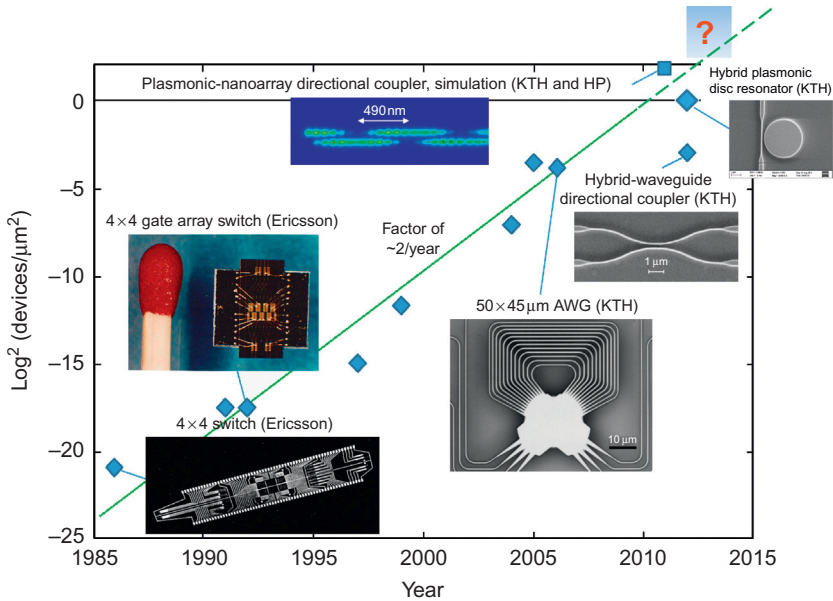 ?
Plasmonic-nanoarray directional coupler, simulation (KTH and HP)
Hybrid plasmonic
disc resonator (KTH)
490 nm
Hybrid-waveguide
directional coupler (KTH)
1 μm
4×4 gate array switch (Ericsson)
Factor of
~2/year
50×45 μm AWG (KTH)
10 μm
4×4 switch (Ericsson)
0
−5
−10
−15
−20
−25
Log² (devices/μm²)
1985
1990
1995
2000
2005
2010
2015
Year